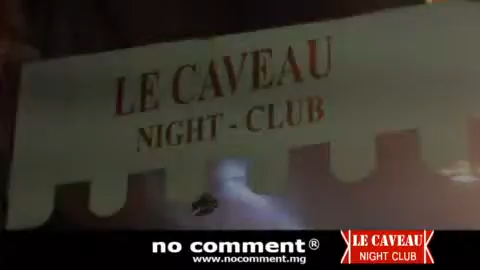 LE CAVEAU
NIGHT - CLUB
no comment®
www.nocomment.mg
LE CAVEAU
NIGHT CLUB